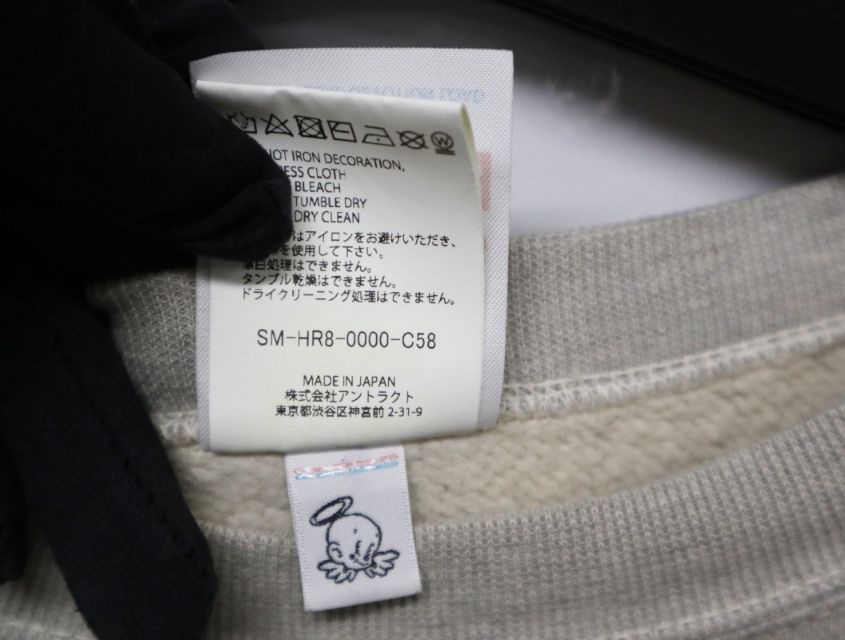 W
NOT IRON DECORATION,
CLOTH
BLEACH
TUMBLE DRY
DRY CLEAN
はアイロンをお避けいただき、
を使用して下さい。
漂白処理はできません。
タンブル乾燥はできません。
ドライクリーニング処理はできません。
SM-HR8-0000-C58
MADE IN JAPAN
株式会社アントラクト
東京都渋谷区神宮前 2-31-9